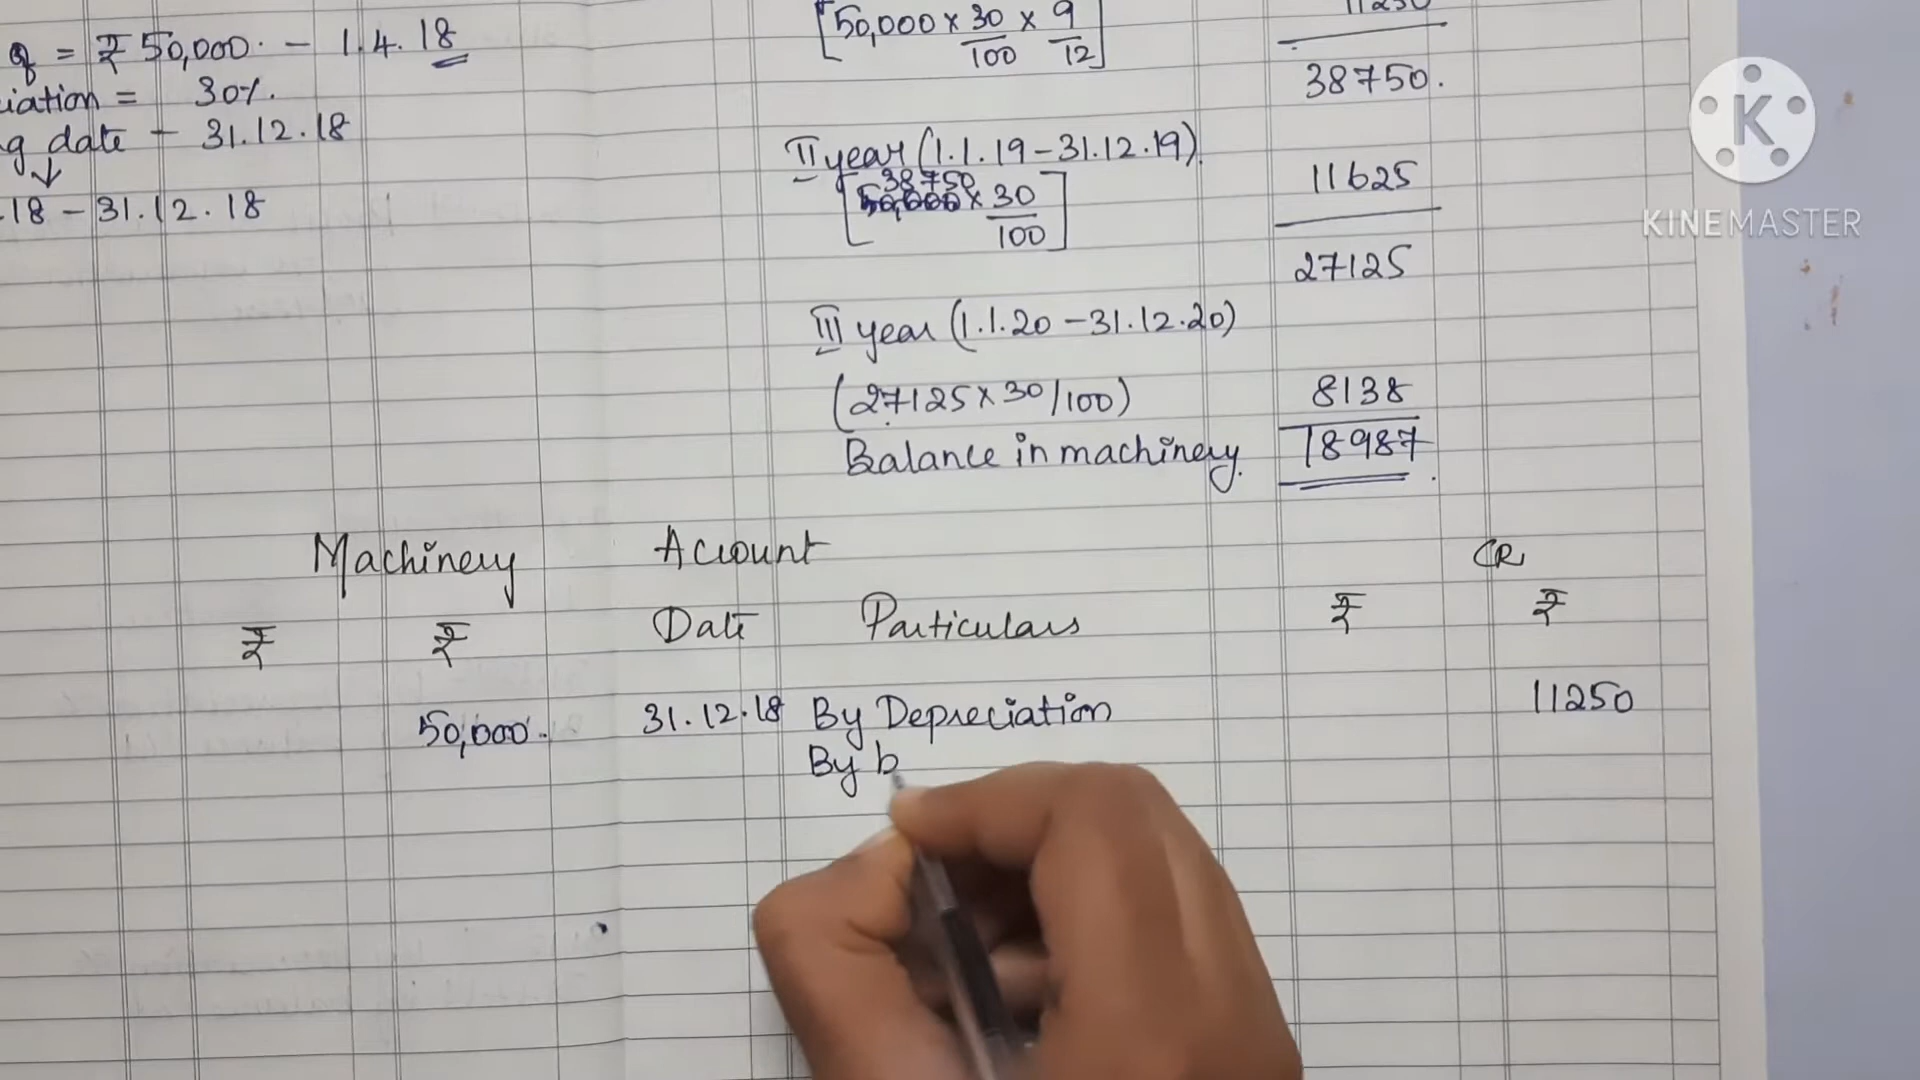 q = ₹ 50,000. - 1.4.18
iation = 30%.
g date - 31.12.18
.18 - 31.12.18
[50,000 × 30/100 × 9/12]
11250
38750.
II year (1.1.19 - 31.12.19)
38750
[50,000 × 30/100]
11625
27125
III year (1.1.20 - 31.12.20)
(27125 × 30/100) 8138
Balance in machinery. 18987
Machinery Account CR
₹ ₹ Date Particulars ₹ ₹
50,000. 31.12.18 By Depreciation 11250
By b
K
KINEMASTER